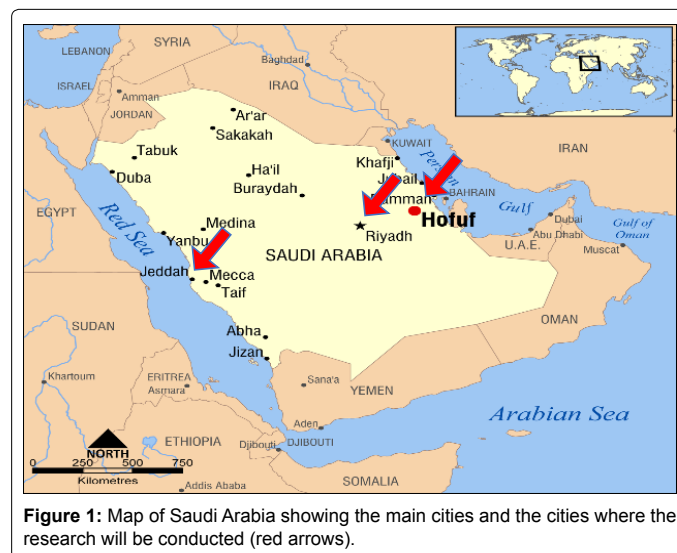 SYRIA
LEBANON
Baghdad
IRAQ
ISRAEL
Amman
JORDAN
Ar'ar
Sakakah
KUWAIT
IRAN
Tabuk
Khafji
Persian
Ha'il
Jubail
Duba
Buraydah
Dammam
BAHRAIN
EGYPT
Red Sea
Medina
Hofuf
Gulf
Dubai
Gulf of
Oman
Yanbu
Riyadh
Abu Dhabi
U.A.E.
Muscat
SAUDI ARABIA
Jeddah
Mecca
Taif
OMAN
SUDAN
Abha
Jizan
Khartoum
ERITREA
Asmara
Sana'a
YEMEN
Arabian Sea
Aden
ETHIOPIA
Djibouti
DJIBOUTI
NORTH
0 250 500 750
Kilometres
Addis Ababa
SOMALIA
Figure 1: Map of Saudi Arabia showing the main cities and the cities where the
research will be conducted (red arrows).